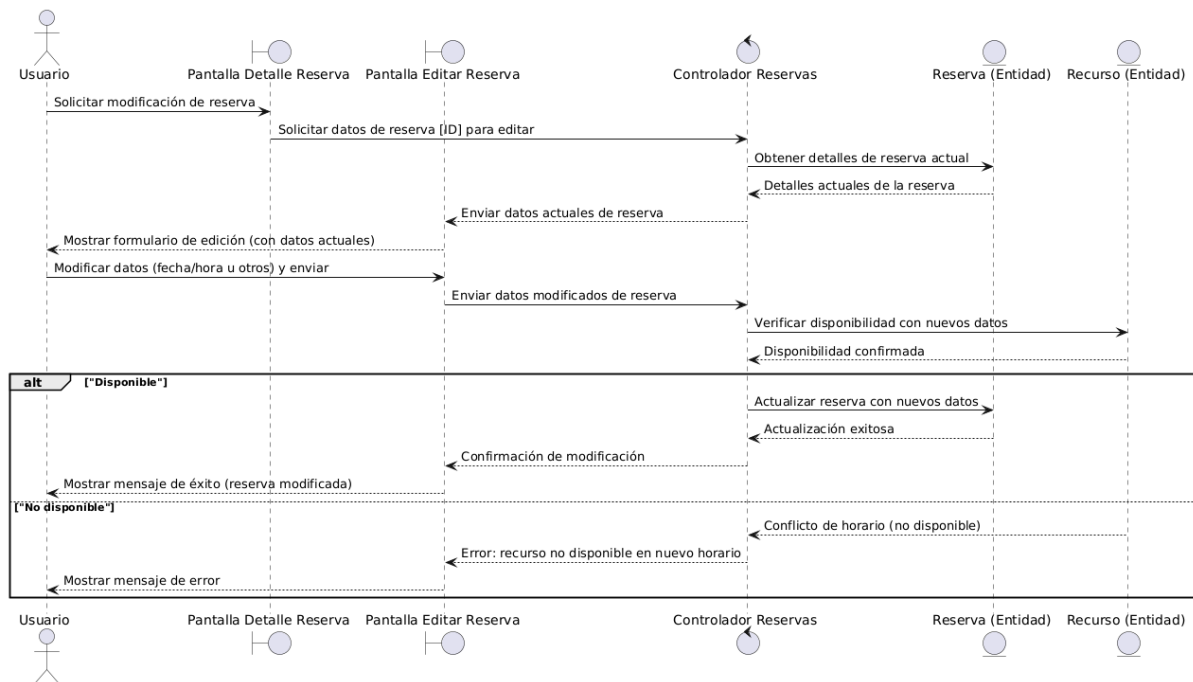 Usuario
Pantalla Detalle Reserva
Pantalla Editar Reserva
Controlador Reservas
Reserva (Entidad)
Recurso (Entidad)
Solicitar modificación de reserva
Solicitar datos de reserva [ID] para editar
Obtener detalles de reserva actual
Detalles actuales de la reserva
Enviar datos actuales de reserva
Mostrar formulario de edición (con datos actuales)
Modificar datos (fecha/hora u otros) y enviar
Enviar datos modificados de reserva
Verificar disponibilidad con nuevos datos
Disponibilidad confirmada
alt ["Disponible"]
Actualizar reserva con nuevos datos
Actualización exitosa
Confirmación de modificación
Mostrar mensaje de éxito (reserva modificada)
["No disponible"]
Conflicto de horario (no disponible)
Error: recurso no disponible en nuevo horario
Mostrar mensaje de error
Usuario
Pantalla Detalle Reserva
Pantalla Editar Reserva
Controlador Reservas
Reserva (Entidad)
Recurso (Entidad)